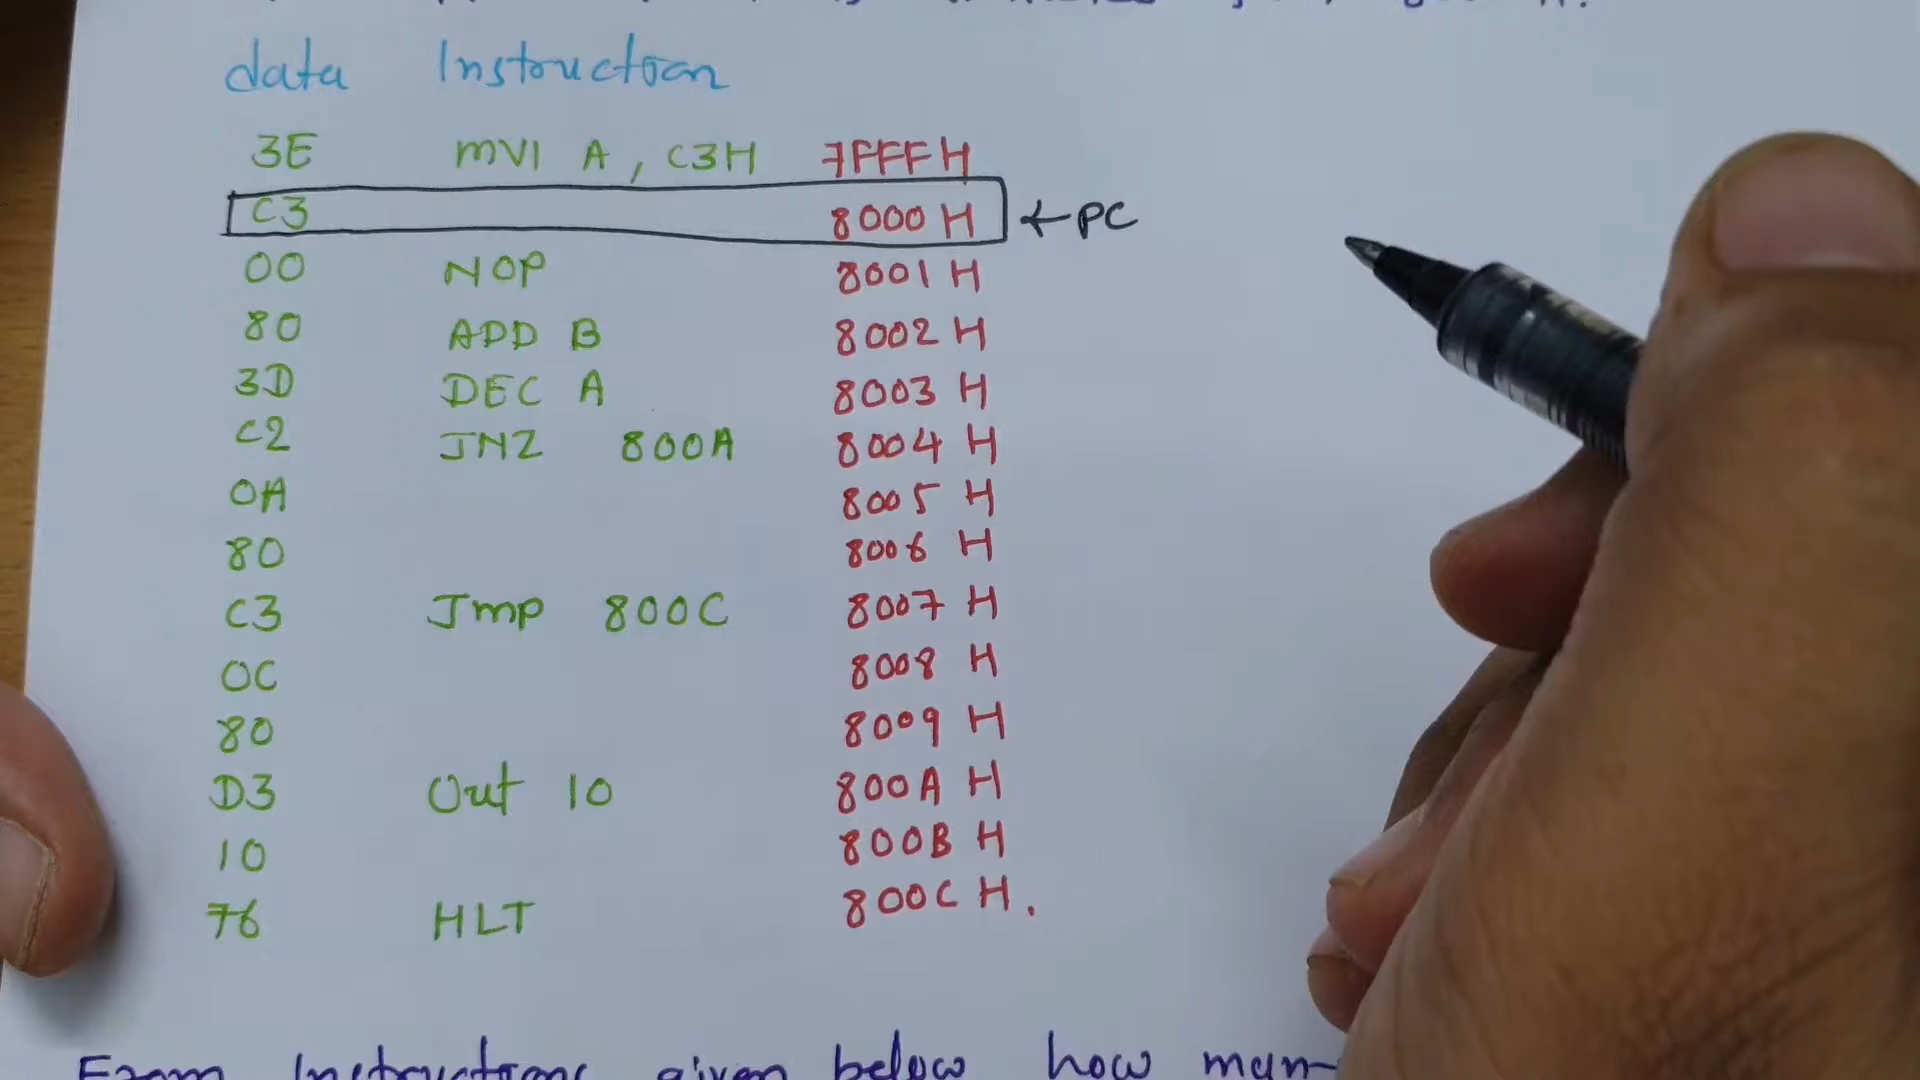 data Instruction
3E MVI A, C3H 7FFFH
C3 8000 H ← PC
00 NOP 8001 H
80 ADD B 8002 H
3D DEC A 8003 H
C2 JNZ 800A 8004 H
0A 8005 H
80 8006 H
C3 Jmp 800C 8007 H
0C 8008 H
80 8009 H
D3 Out 10 800A H
10 800B H
76 HLT 800C H.
From Instructions given below how